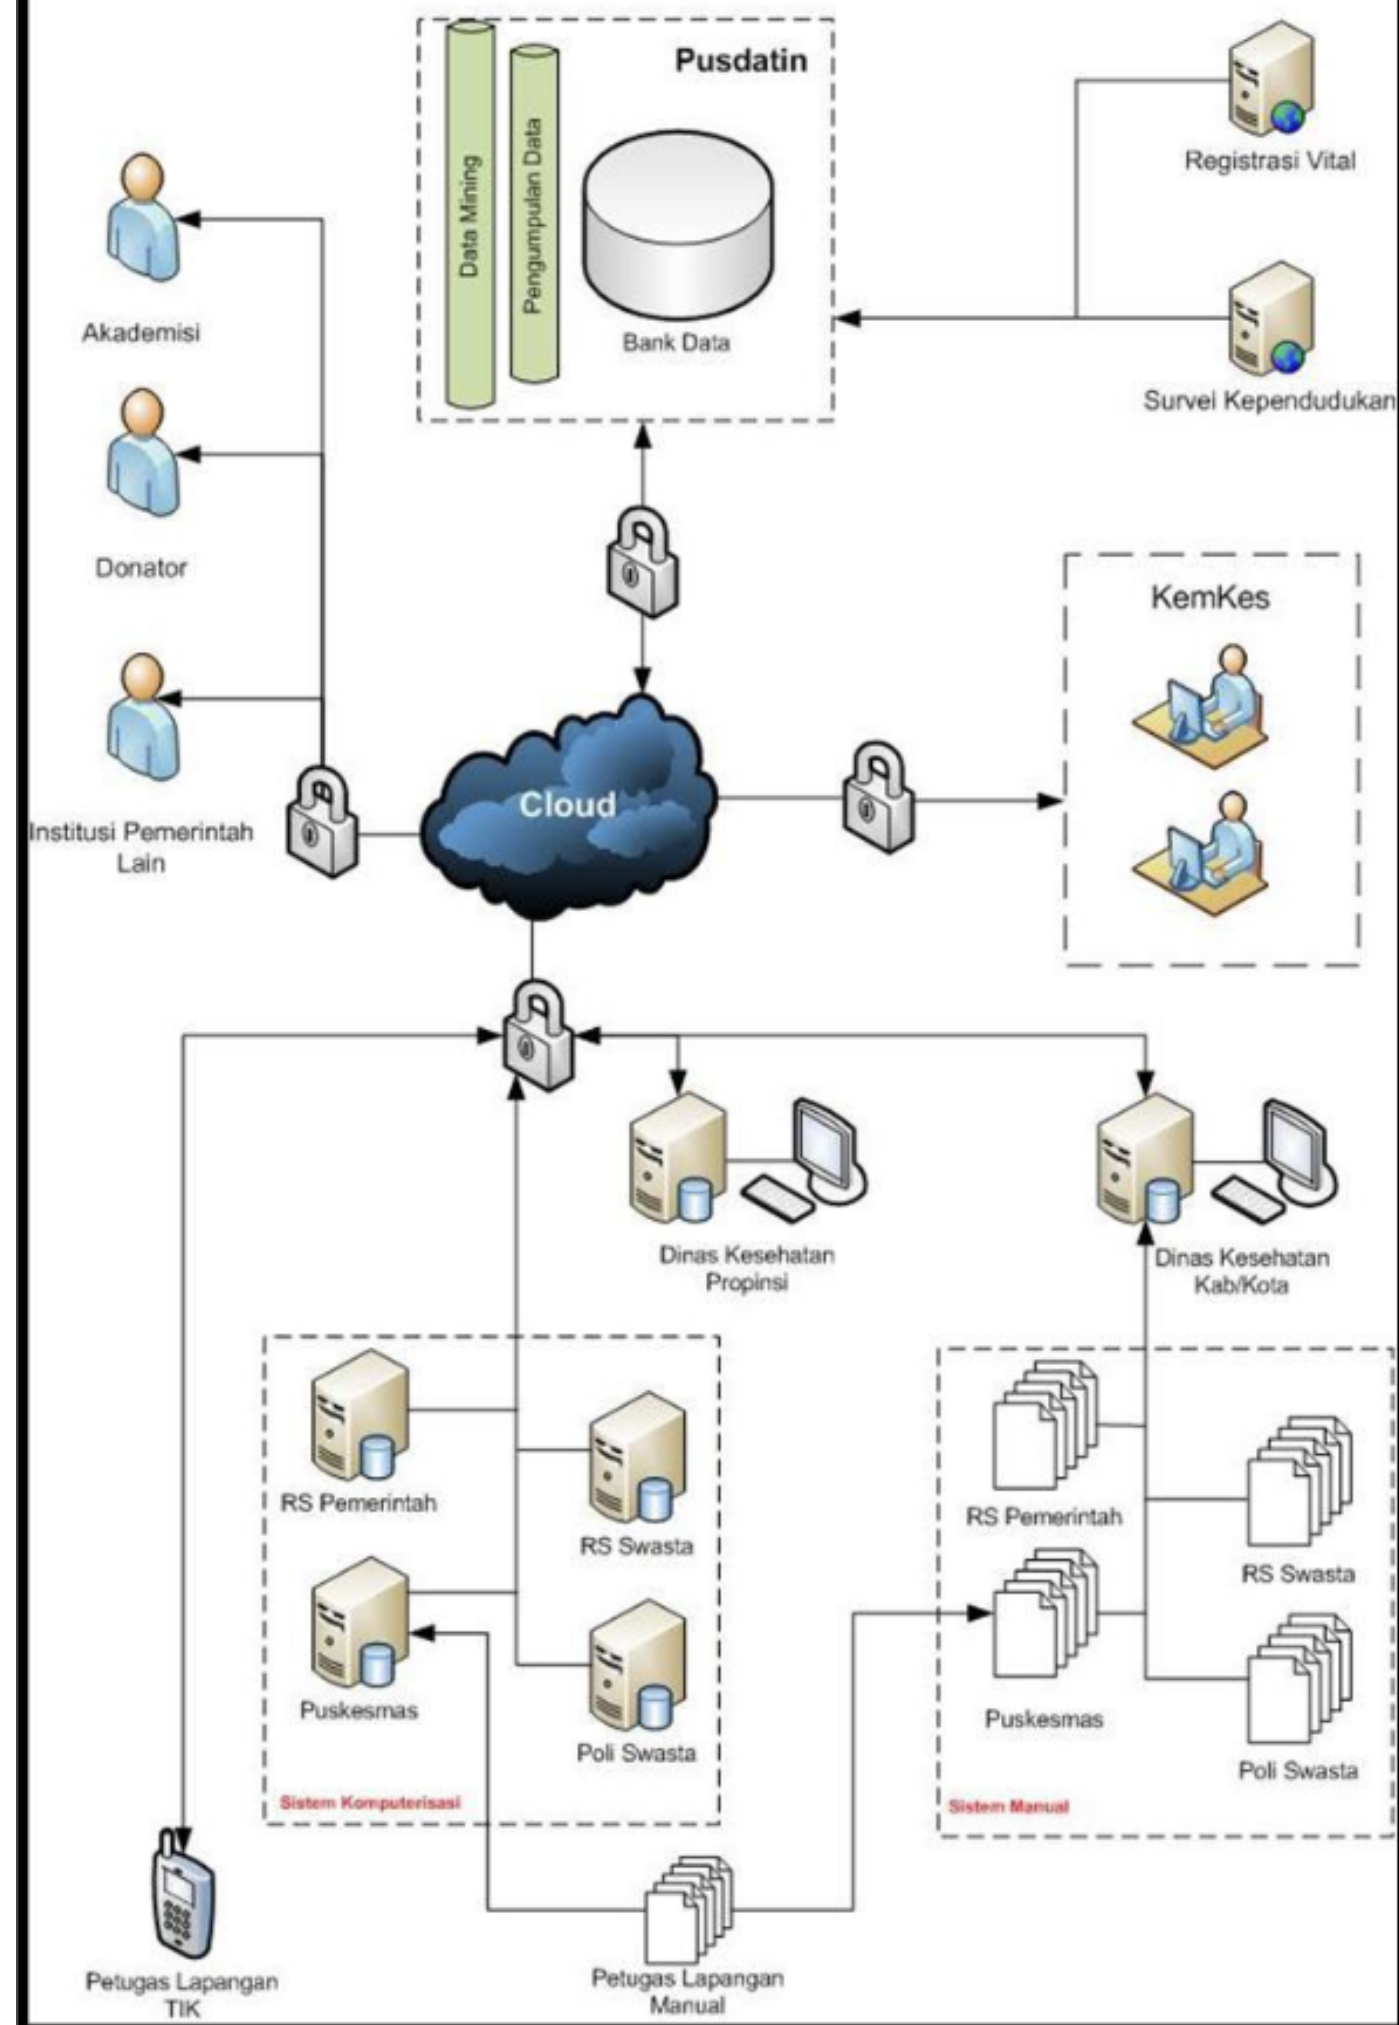 Pusdatin
Data Mining
Pengumpulan Data
Bank Data
Registrasi Vital
Survei Kependudukan
Akademisi
Donator
Institusi Pemerintah
Lain
KemKes
Cloud
Dinas Kesehatan
Propinsi
Dinas Kesehatan
Kab/Kota
RS Pemerintah
RS Swasta
Puskesmas
Poli Swasta
Sistem Komputerisasi
RS Pemerintah
RS Swasta
Puskesmas
Poli Swasta
Sistem Manual
Petugas Lapangan
TIK
Petugas Lapangan
Manual